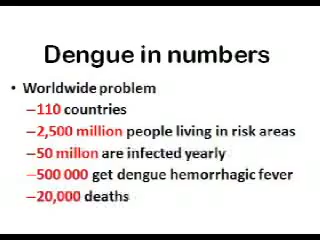 Dengue in numbers
• Worldwide problem
–110 countries
–2,500 million people living in risk areas
–50 millon are infected yearly
–500 000 get dengue hemorrhagic fever
–20,000 deaths